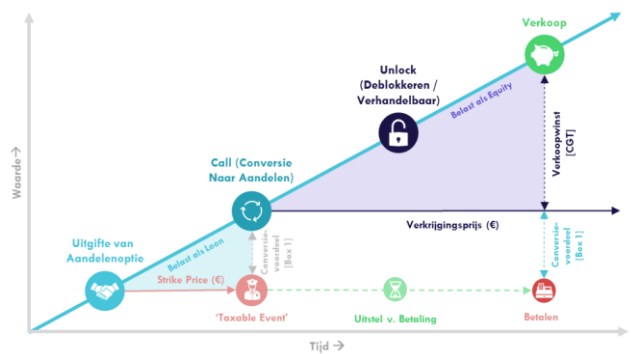 Verkoop
Unlock
(Deblokkeren /
Verhandelbaar)
Belast als Equity
Verkoopwinst
[CGT]
Waarde→
Call (Conversie
Naar Aandelen)
Verkrijgingsprijs (€)
Uitgifte van
Aandelenoptie
Belast als Loon
Conversie-
voordeel
[Box 1]
Conversie-
voordeel
[Box 1]
Strike Price (€)
'Taxable Event'
Uitstel v. Betaling
Betalen
Tijd →